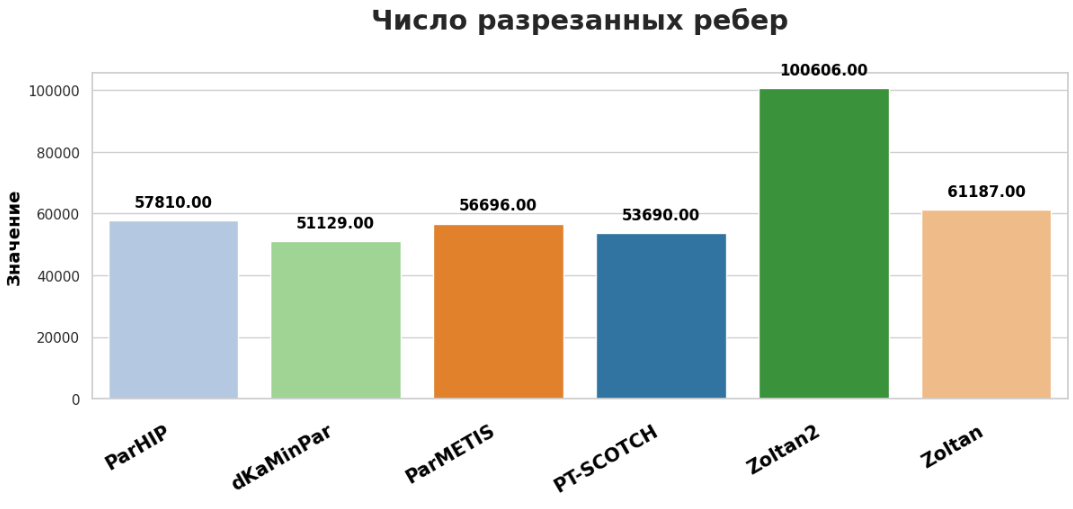 Число разрезанных ребер
Значение
100000
80000
60000
40000
20000
0
57810.00
51129.00
56696.00
53690.00
100606.00
61187.00
ParHIP
dKaMinPar
ParMETIS
PT-SCOTCH
Zoltan2
Zoltan